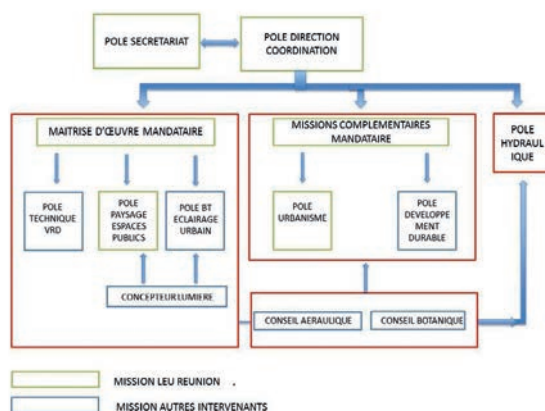 POLE SECRETARIAT
POLE DIRECTION
COORDINATION
MAITRISE D'ŒUVRE MANDATAIRE
MISSIONS COMPLEMENTAIRES
MANDATAIRE
POLE
HYDRAUL
IQUE
POLE
TECHNIQUE
VRD
POLE
PAYSAGE
ESPACES
PUBLICS
POLE BT
ECLAIRAGE
URBAIN
POLE
URBANISME
POLE
DEVELOPPE
MENT
DURABLE
CONCEPTEUR LUMIERE
CONSEIL AERAULIQUE
CONSEIL BOTANIQUE
MISSION LEU REUNION .
MISSION AUTRES INTERVENANTS